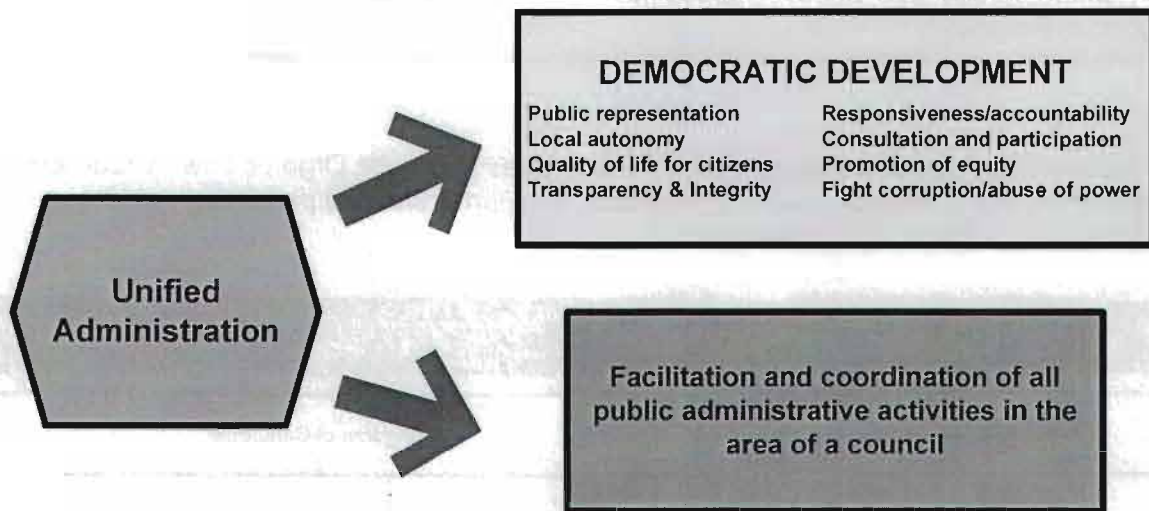 DEMOCRATIC DEVELOPMENT
Public representation
Local autonomy
Quality of life for citizens
Transparency & Integrity
Responsiveness/accountability
Consultation and participation
Promotion of equity
Fight corruption/abuse of power
Unified
Administration
Facilitation and coordination of all
public administrative activities in the
area of a council